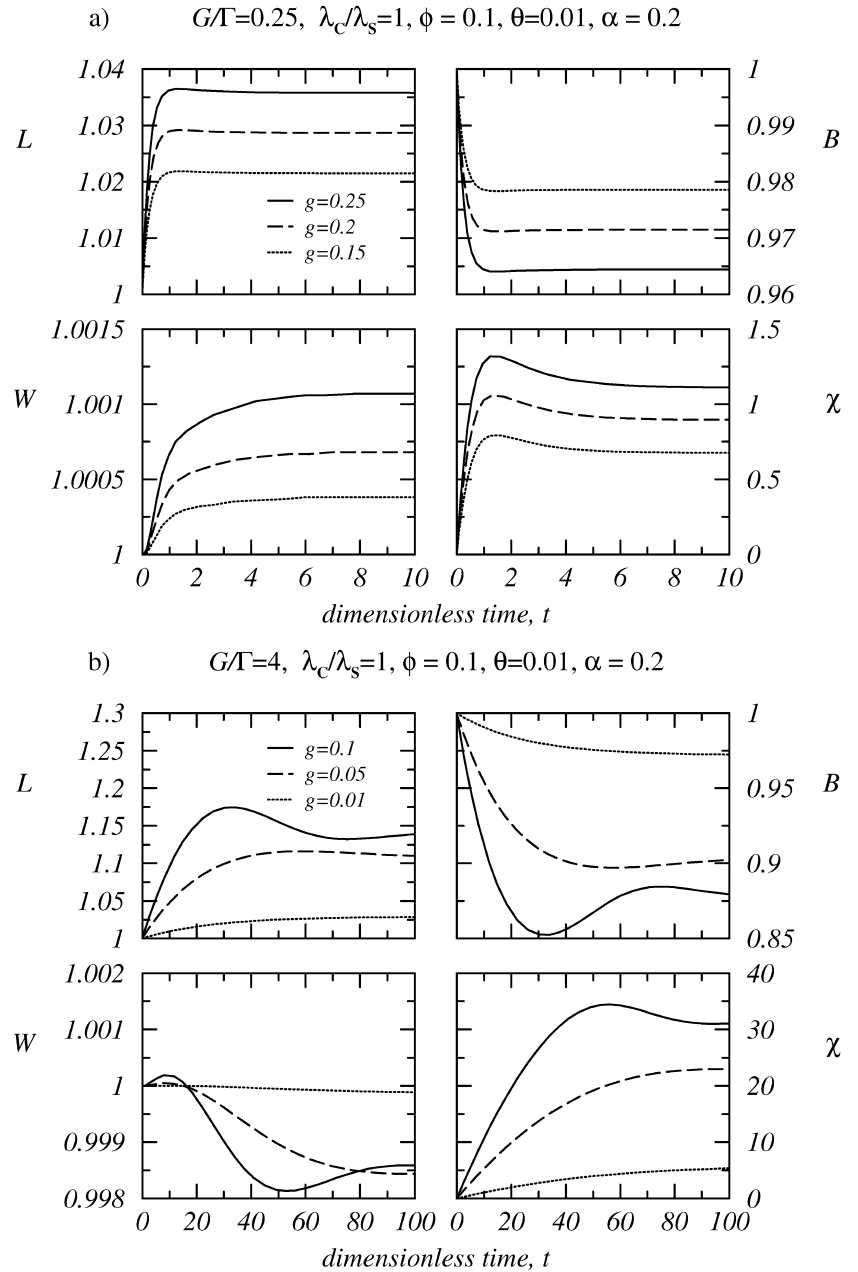 a) G/Γ=0.25, λC/λS=1, ϕ = 0.1, θ=0.01, α = 0.2
1.04
1.03
1.02
1.01
1
L
g=0.25
g=0.2
g=0.15
1
0.99
0.98
0.97
0.96
B
1.0015
1.001
1.0005
1
W
0 2 4 6 8 10
1.5
1
0.5
0
χ
0 2 4 6 8 10
dimensionless time, t
b) G/Γ=4, λC/λS=1, ϕ = 0.1, θ=0.01, α = 0.2
1.3
1.25
1.2
1.15
1.1
1.05
1
L
g=0.1
g=0.05
g=0.01
1
0.95
0.9
0.85
B
1.002
1.001
1
0.999
0.998
W
0 20 40 60 80 100
40
30
20
10
0
χ
0 20 40 60 80 100
dimensionless time, t